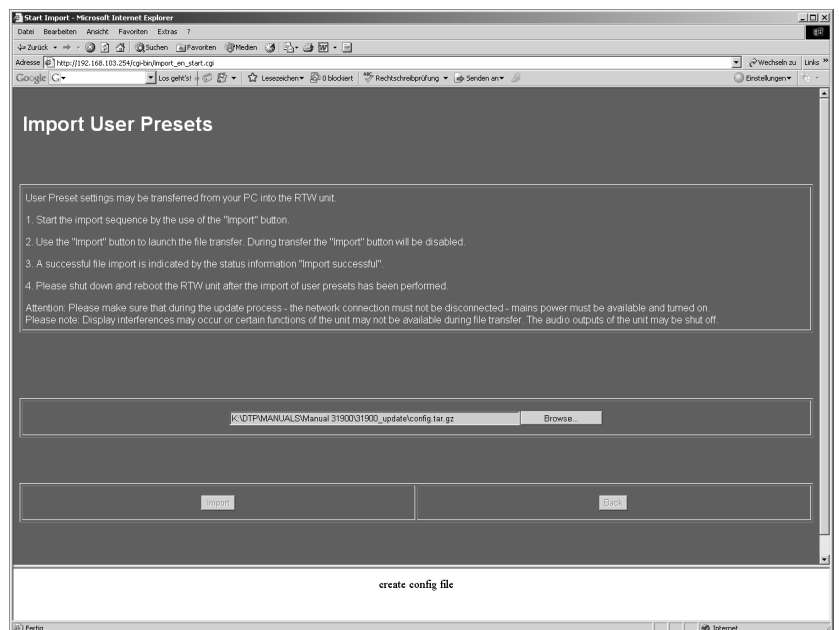 Start Import - Microsoft Internet Explorer
Datei Bearbeiten Ansicht Favoriten Extras ?
Zurück Suchen Favoriten Medien
Adresse http://192.168.103.254/cgi-bin/import_en_start.cgi Wechseln zu Links »
Google G Los geht's! Lesezeichen 0 blockiert Rechtschreibprüfung Senden an Einstellungen
Import User Presets
User Preset settings may be transferred from your PC into the RTW unit.
1. Start the import sequence by the use of the "Import" button.
2. Use the "Import" button to launch the file transfer. During transfer the "Import" button will be disabled.
3. A successful file import is indicated by the status information "Import successful".
4. Please shut down and reboot the RTW unit after the import of user presets has been performed.
Attention: Please make sure that during the update process - the network connection must not be disconnected - mains power must be available and turned on.
Please note: Display interferences may occur or certain functions of the unit may not be available during file transfer. The audio outputs of the unit may be shut off.
K:\DTP\MANUALS\Manual 31900\31900_update\config.tar.gz Browse...
Import Back
create config file
Fertig Internet